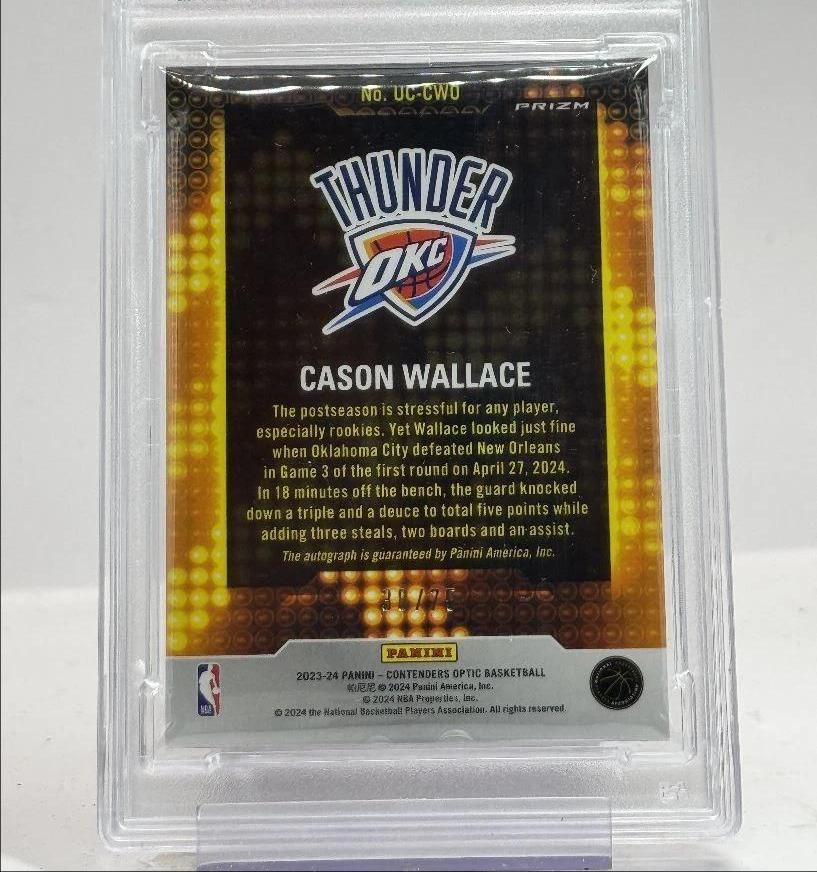 No. UC-CWO
PRIZM
THUNDER
OKC
CASON WALLACE
The postseason is stressful for any player,
especially rookies. Yet Wallace looked just fine
when Oklahoma City defeated New Orleans
in Game 3 of the first round on April 27, 2024.
In 18 minutes off the bench, the guard knocked
down a triple and a deuce to total five points while
adding three steals, two boards and an assist.
The autograph is guaranteed by Panini America, Inc.
PANINI
2023-24 PANINI – CONTENDERS OPTIC BASKETBALL
帕尼尼 © 2024 Panini America, Inc.
© 2024 NBA Properties, Inc.
© 2024 the National Basketball Players Association. All rights reserved.
NBA